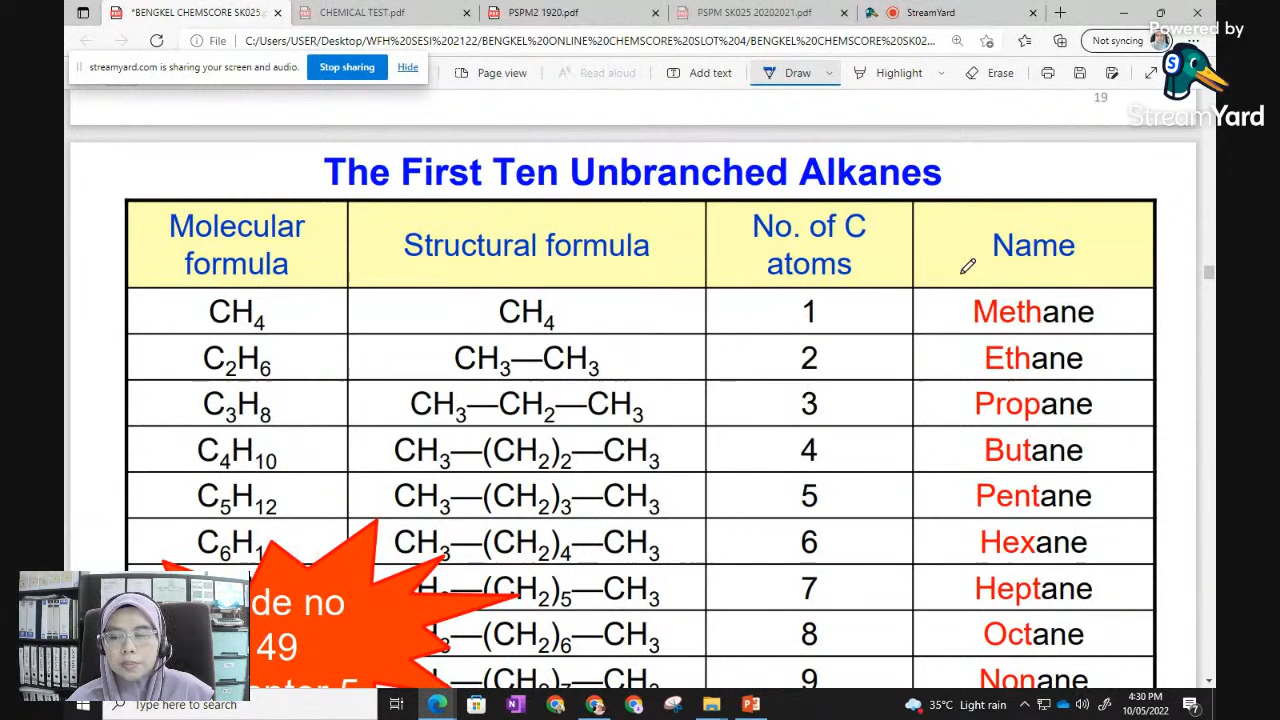 *BENGKEL CHEMSCORE SK025
CHEMICAL TEST.pdf
PSPM2 1920.pdf
PSPM SK025 20202021.pdf
StreamYard
Powered by
StreamYard
File
C:/Users/USER/Desktop/WFH%20SESI
EL%20ONLINE%20CHEMSCORE%20SLOT%204/BENGKEL%20CHEMSCORE%20SK02...
Not syncing
streamyard.com is sharing your screen and audio.
Stop sharing
Hide
Page view
Read aloud
Add text
Draw
Highlight
Erase
19
The First Ten Unbranched Alkanes
Molecular formula
Structural formula
No. of C atoms
Name
CH₄ CH₄ 1 Methane
C₂H₆ CH₃—CH₃ 2 Ethane
C₃H₈ CH₃—CH₂—CH₃ 3 Propane
C₄H₁₀ CH₃—(CH₂)₂—CH₃ 4 Butane
C₅H₁₂ CH₃—(CH₂)₃—CH₃ 5 Pentane
C₆H₁ CH₃—(CH₂)₄—CH₃ 6 Hexane
—(CH₂)₅—CH₃ 7 Heptane
—(CH₂)₆—CH₃ 8 Octane
CH₃ 9 Nonane
de no
49
Type here to search
35°C Light rain
4:30 PM
10/05/2022